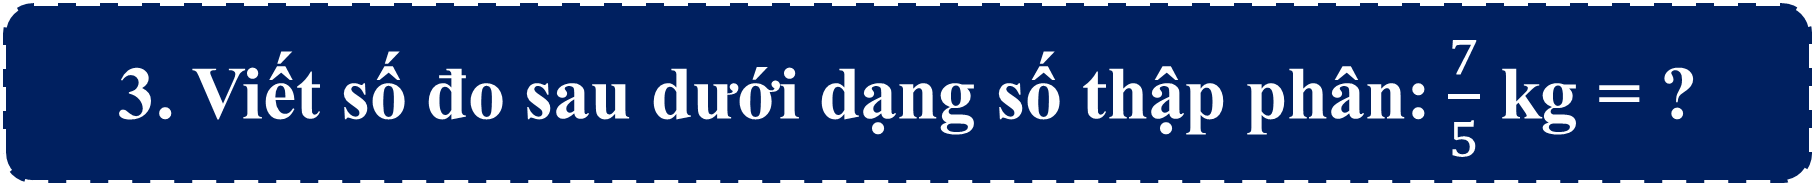 3. Viết số đo sau dưới dạng số thập phân: 7/5 kg = ?